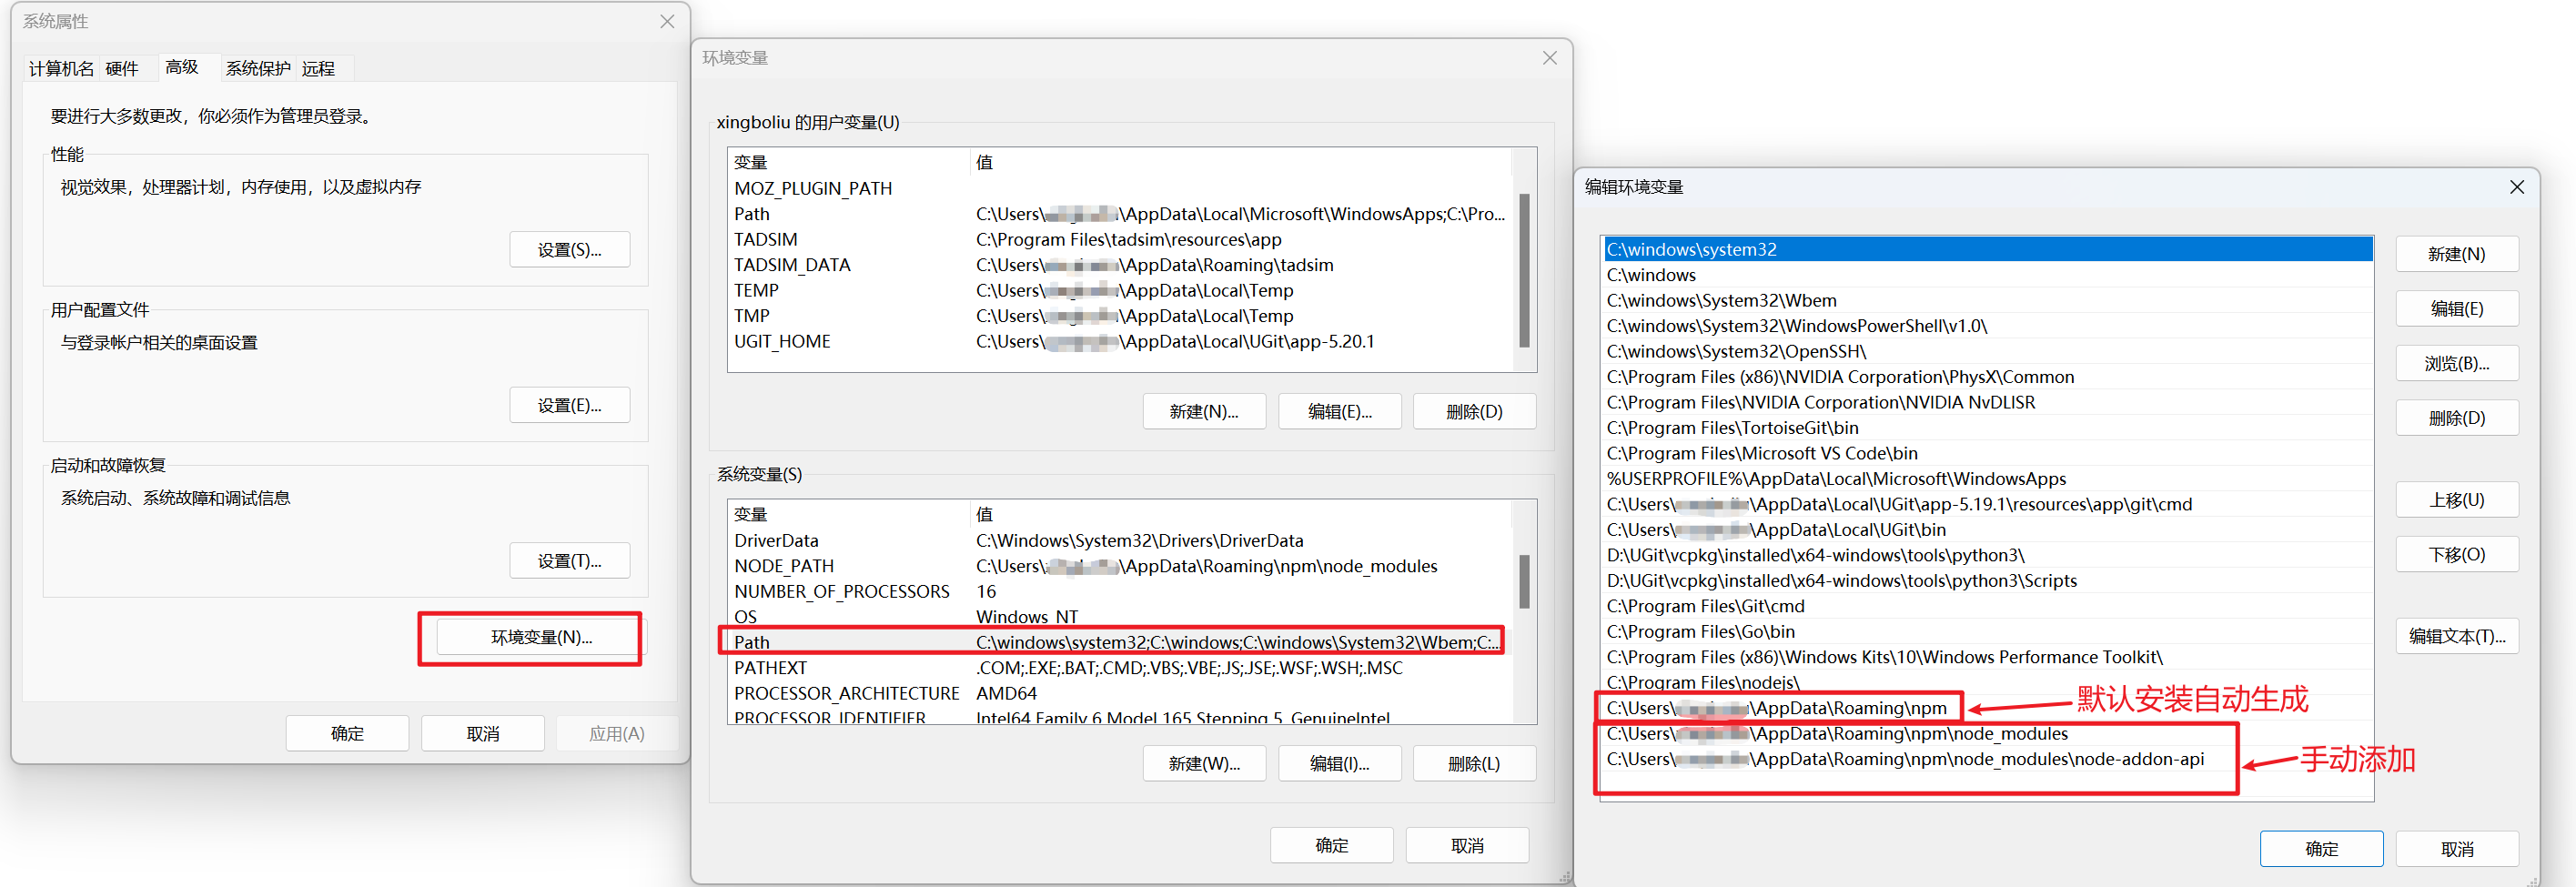 系统属性
计算机名 硬件 高级 系统保护 远程
要进行大多数更改，你必须作为管理员登录。
性能
视觉效果，处理器计划，内存使用，以及虚拟内存
设置(S)...
用户配置文件
与登录帐户相关的桌面设置
设置(E)...
启动和故障恢复
系统启动、系统故障和调试信息
设置(T)...
环境变量(N)...
确定 取消 应用(A)
环境变量
xingboliu 的用户变量(U)
变量 值
MOZ_PLUGIN_PATH
Path C:\Users\ \AppData\Local\Microsoft\WindowsApps;C:\Pro...
TADSIM C:\Program Files\tadsim\resources\app
TADSIM_DATA C:\Users\ \AppData\Roaming\tadsim
TEMP C:\Users\ \AppData\Local\Temp
TMP C:\Users\ \AppData\Local\Temp
UGIT_HOME C:\Users\ \AppData\Local\UGit\app-5.20.1
新建(N)... 编辑(E)... 删除(D)
系统变量(S)
变量 值
DriverData C:\Windows\System32\Drivers\DriverData
NODE_PATH C:\Users\ \AppData\Roaming\npm\node_modules
NUMBER_OF_PROCESSORS 16
OS Windows_NT
Path C:\windows\system32;C:\windows;C:\windows\System32\Wbem;C:...
PATHEXT .COM;.EXE;.BAT;.CMD;.VBS;.VBE;.JS;.JSE;.WSF;.WSH;.MSC
PROCESSOR_ARCHITECTURE AMD64
PROCESSOR_IDENTIFIER Intel64 Family 6 Model 165 Stepping 5, GenuineIntel
新建(W)... 编辑(I)... 删除(L)
确定 取消
编辑环境变量
C:\windows\system32
C:\windows
C:\windows\System32\Wbem
C:\windows\System32\WindowsPowerShell\v1.0\
C:\windows\System32\OpenSSH\
C:\Program Files (x86)\NVIDIA Corporation\PhysX\Common
C:\Program Files\NVIDIA Corporation\NVIDIA NvDLISR
C:\Program Files\TortoiseGit\bin
C:\Program Files\Microsoft VS Code\bin
%USERPROFILE%\AppData\Local\Microsoft\WindowsApps
C:\Users\ \AppData\Local\UGit\app-5.19.1\resources\app\git\cmd
C:\Users\ \AppData\Local\UGit\bin
D:\UGit\vcpkg\installed\x64-windows\tools\python3\
D:\UGit\vcpkg\installed\x64-windows\tools\python3\Scripts
C:\Program Files\Git\cmd
C:\Program Files\Go\bin
C:\Program Files (x86)\Windows Kits\10\Windows Performance Toolkit\
C:\Program Files\nodejs\
C:\Users\ \AppData\Roaming\npm
默认安装自动生成
C:\Users\ \AppData\Roaming\npm\node_modules
C:\Users\ \AppData\Roaming\npm\node_modules\node-addon-api
手动添加
新建(N)
编辑(E)
浏览(B)...
删除(D)
上移(U)
下移(O)
编辑文本(T)...
确定 取消